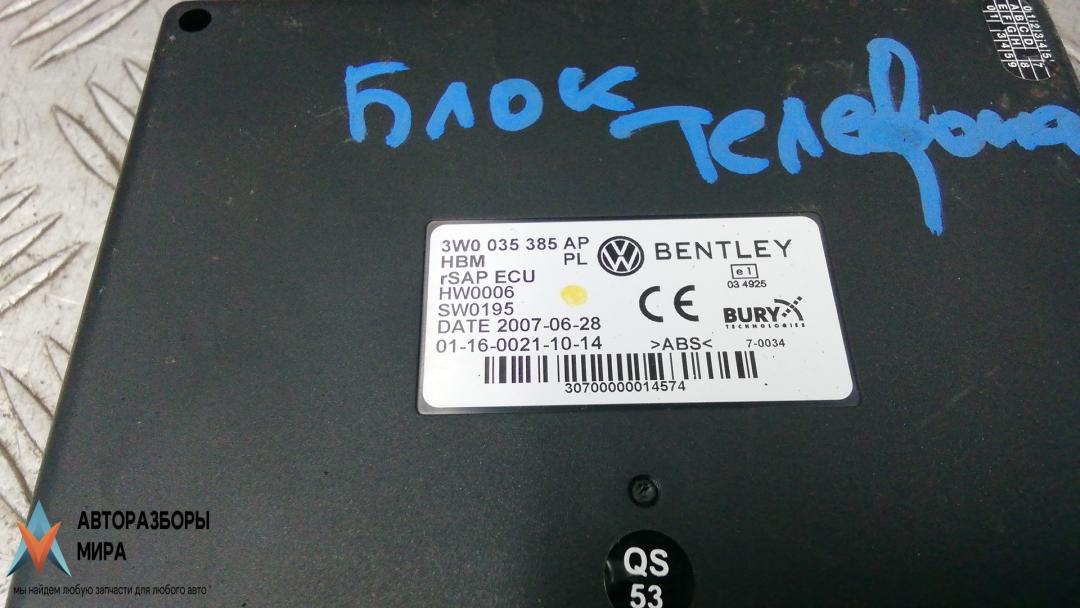 Блок
телефона
3W0 035 385 AP
HBM PL
rSAP ECU
HW0006
SW0195
DATE 2007-06-28
01-16-0021-10-14
BENTLEY
e1
03 4925
CE
BURY
TECHNOLOGIES
>ABS< 7-0034
30700000014574
QS
53
АВТОРАЗБОРЫ
МИРА
мы найдем любую запчасти для любого авто